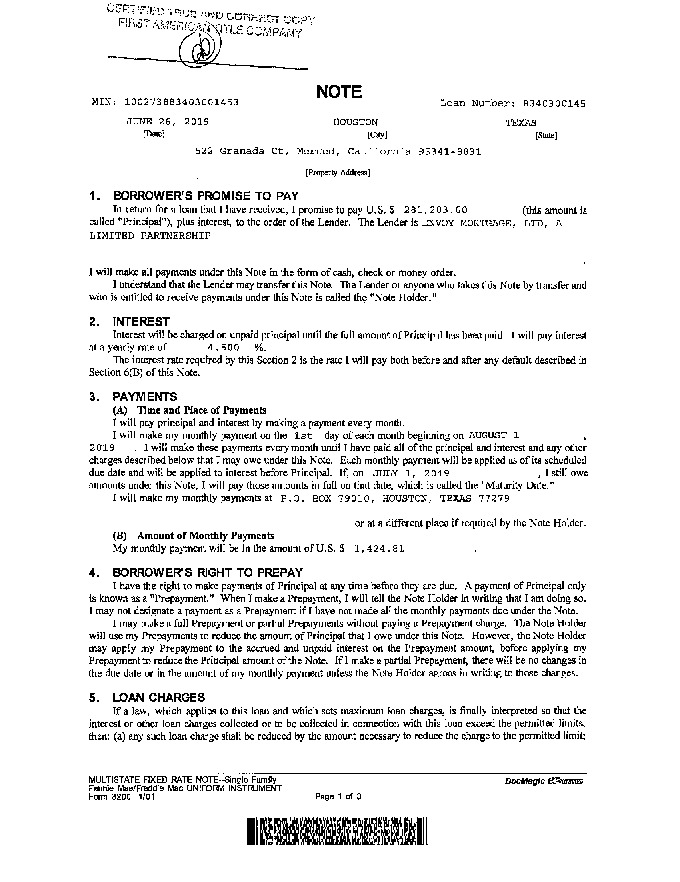 CERTIFIED TRUE AND CORRECT COPY
FIRST AMERICAN TITLE COMPANY
NOTE
MIN: 100273883403001453 Loan Number: 8340300145
JUNE 26, 2019 HOUSTON TEXAS
[Date] [City] [State]
522 Granada Ct, Merced, California 95341-8831
[Property Address]
1. BORROWER'S PROMISE TO PAY
In return for a loan that I have received, I promise to pay U.S. $ 281,203.00 (this amount is
called "Principal"), plus interest, to the order of the Lender. The Lender is ENVOY MORTGAGE, LTD, A
LIMITED PARTNERSHIP
.
I will make all payments under this Note in the form of cash, check or money order.
I understand that the Lender may transfer this Note. The Lender or anyone who takes this Note by transfer and
who is entitled to receive payments under this Note is called the "Note Holder."
2. INTEREST
Interest will be charged on unpaid principal until the full amount of Principal has been paid. I will pay interest
at a yearly rate of 4.500 %.
The interest rate required by this Section 2 is the rate I will pay both before and after any default described in
Section 6(B) of this Note.
3. PAYMENTS
(A) Time and Place of Payments
I will pay principal and interest by making a payment every month.
I will make my monthly payment on the 1st day of each month beginning on AUGUST 1 ,
2019 . I will make these payments every month until I have paid all of the principal and interest and any other
charges described below that I may owe under this Note. Each monthly payment will be applied as of its scheduled
due date and will be applied to interest before Principal. If, on JULY 1, 2049 , I still owe
amounts under this Note, I will pay those amounts in full on that date, which is called the "Maturity Date."
I will make my monthly payments at P.O. BOX 79010, HOUSTON, TEXAS 77279
or at a different place if required by the Note Holder.
(B) Amount of Monthly Payments
My monthly payment will be in the amount of U.S. $ 1,424.81 .
4. BORROWER'S RIGHT TO PREPAY
I have the right to make payments of Principal at any time before they are due. A payment of Principal only
is known as a "Prepayment." When I make a Prepayment, I will tell the Note Holder in writing that I am doing so.
I may not designate a payment as a Prepayment if I have not made all the monthly payments due under the Note.
I may make a full Prepayment or partial Prepayments without paying a Prepayment charge. The Note Holder
will use my Prepayments to reduce the amount of Principal that I owe under this Note. However, the Note Holder
may apply my Prepayment to the accrued and unpaid interest on the Prepayment amount, before applying my
Prepayment to reduce the Principal amount of the Note. If I make a partial Prepayment, there will be no changes in
the due date or in the amount of my monthly payment unless the Note Holder agrees in writing to those changes.
5. LOAN CHARGES
If a law, which applies to this loan and which sets maximum loan charges, is finally interpreted so that the
interest or other loan charges collected or to be collected in connection with this loan exceed the permitted limits,
then: (a) any such loan charge shall be reduced by the amount necessary to reduce the charge to the permitted limit;
MULTISTATE FIXED RATE NOTE--Single Family DocMagic
Fannie Mae/Freddie Mac UNIFORM INSTRUMENT
Form 3200 1/01 Page 1 of 3